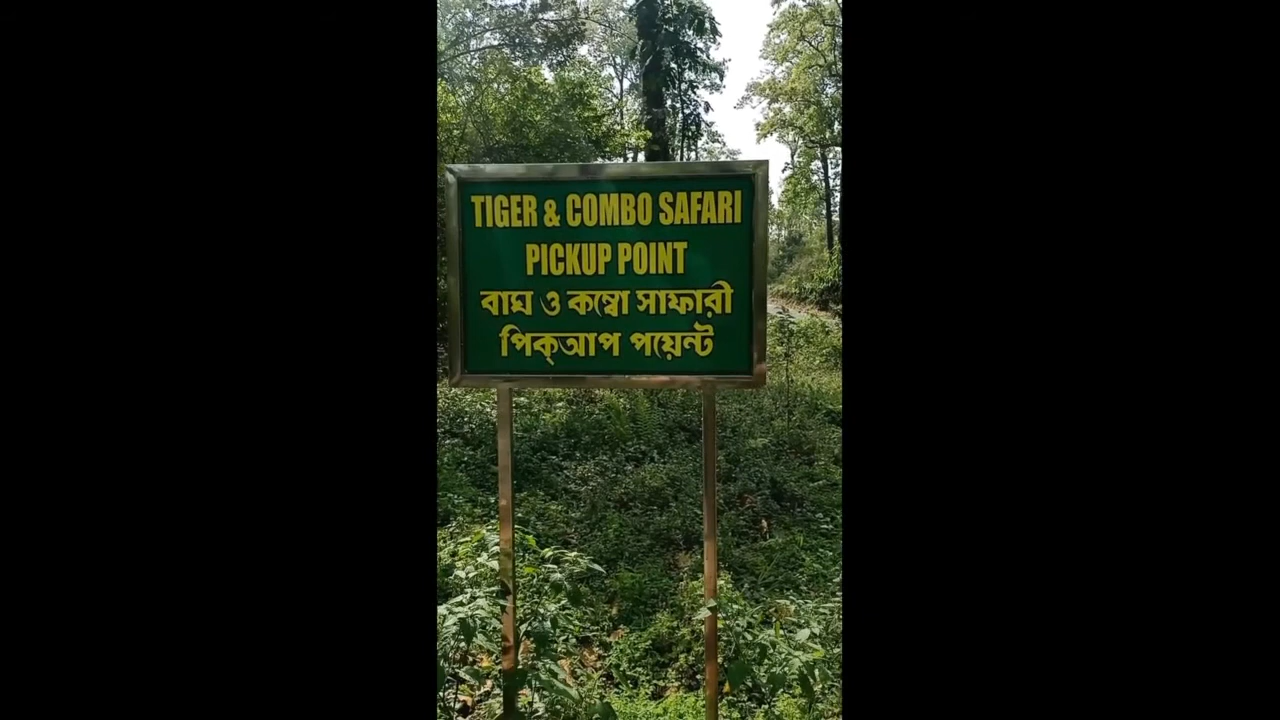 TIGER & COMBO SAFARI
PICKUP POINT
বাঘ ও কম্বো সাফারী
পিক্‌আপ পয়েন্ট